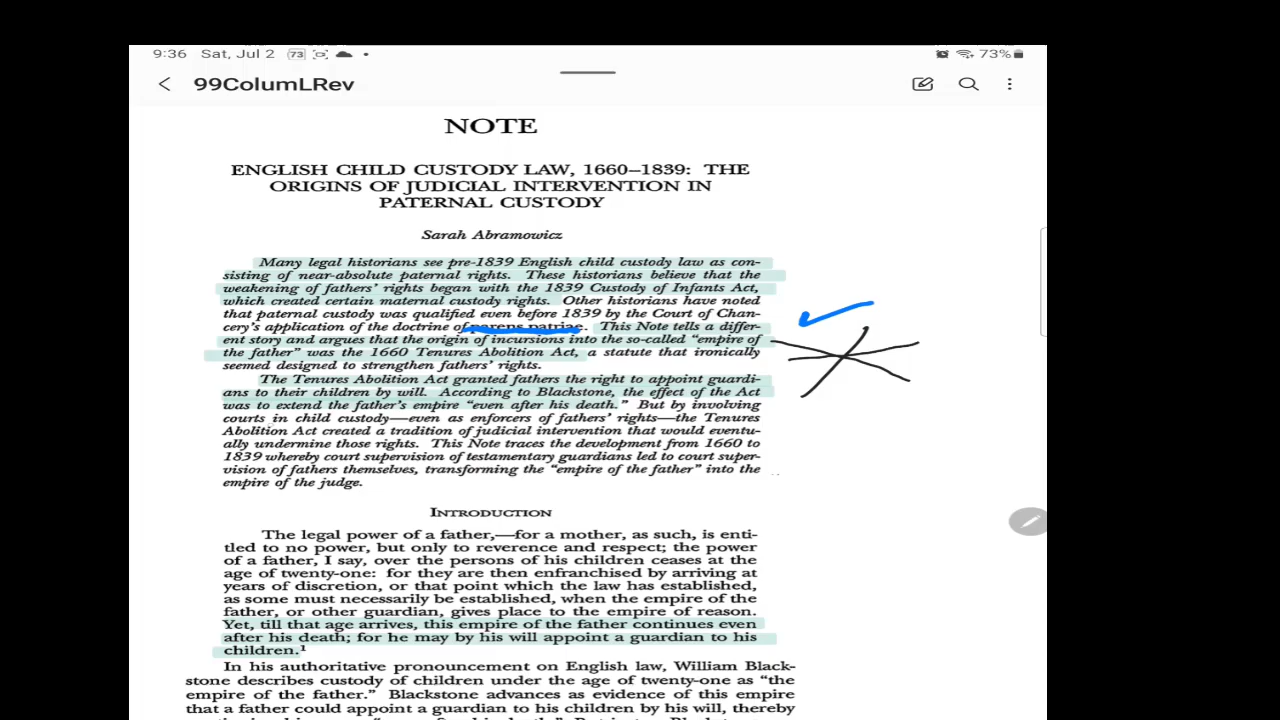 9:36 Sat, Jul 2 73 73%
99ColumLRev
NOTE
ENGLISH CHILD CUSTODY LAW, 1660–1839: THE
ORIGINS OF JUDICIAL INTERVENTION IN
PATERNAL CUSTODY
Sarah Abramowicz
Many legal historians see pre-1839 English child custody law as con-
sisting of near-absolute paternal rights. These historians believe that the
weakening of fathers' rights began with the 1839 Custody of Infants Act,
which created certain maternal custody rights. Other historians have noted
that paternal custody was qualified even before 1839 by the Court of Chan-
cery's application of the doctrine of parens patriae. This Note tells a differ-
ent story and argues that the origin of incursions into the so-called "empire of
the father" was the 1660 Tenures Abolition Act, a statute that ironically
seemed designed to strengthen fathers' rights.
The Tenures Abolition Act granted fathers the right to appoint guardi-
ans to their children by will. According to Blackstone, the effect of the Act
was to extend the father's empire "even after his death." But by involving
courts in child custody—even as enforcers of fathers' rights—the Tenures
Abolition Act created a tradition of judicial intervention that would eventu-
ally undermine those rights. This Note traces the development from 1660 to
1839 whereby court supervision of testamentary guardians led to court super-
vision of fathers themselves, transforming the "empire of the father" into the
empire of the judge.
INTRODUCTION
The legal power of a father,—for a mother, as such, is enti-
tled to no power, but only to reverence and respect; the power
of a father, I say, over the persons of his children ceases at the
age of twenty-one: for they are then enfranchised by arriving at
years of discretion, or that point which the law has established,
as some must necessarily be established, when the empire of the
father, or other guardian, gives place to the empire of reason.
Yet, till that age arrives, this empire of the father continues even
after his death; for he may by his will appoint a guardian to his
children.¹
In his authoritative pronouncement on English law, William Black-
stone describes custody of children under the age of twenty-one as "the
empire of the father." Blackstone advances as evidence of this empire
that a father could appoint a guardian to his children by his will, thereby